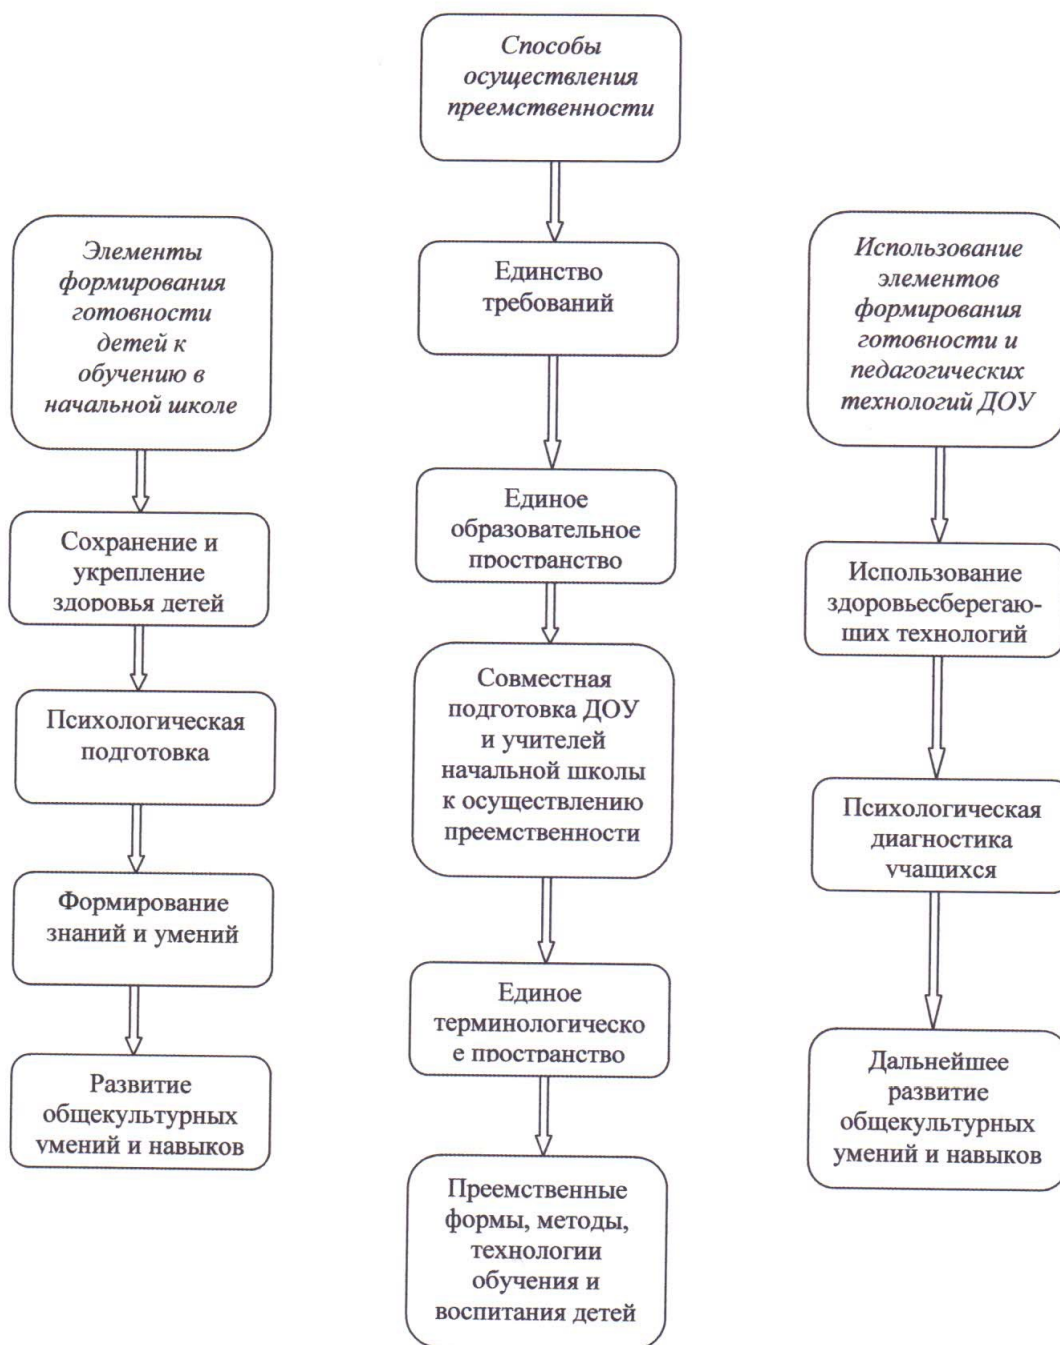 Способы
осуществления
преемственности
Элементы
формирования
готовности
детей к
обучению в
начальной школе
Сохранение и
укрепление
здоровья детей
Психологическая
подготовка
Формирование
знаний и умений
Развитие
общекультурных
умений и навыков
Единство
требований
Единое
образовательное
пространство
Совместная
подготовка ДОУ
и учителей
начальной школы
к осуществлению
преемственности
Единое
терминологическо
е пространство
Преемственные
формы, методы,
технологии
обучения и
воспитания детей
Использование
элементов
формирования
готовности и
педагогических
технологий ДОУ
Использование
здоровьесберегаю-
щих технологий
Психологическая
диагностика
учащихся
Дальнейшее
развитие
общекультурных
умений и навыков